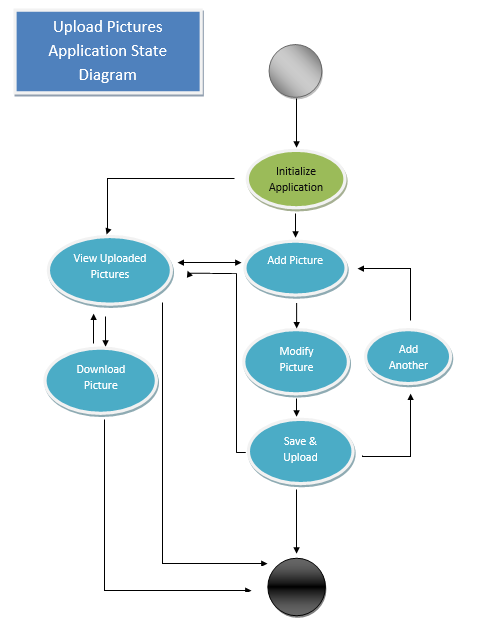 Upload Pictures
Application State
Diagram
Initialize
Application
View Uploaded
Pictures
Add Picture
Modify
Picture
Add
Another
Download
Picture
Save &
Upload